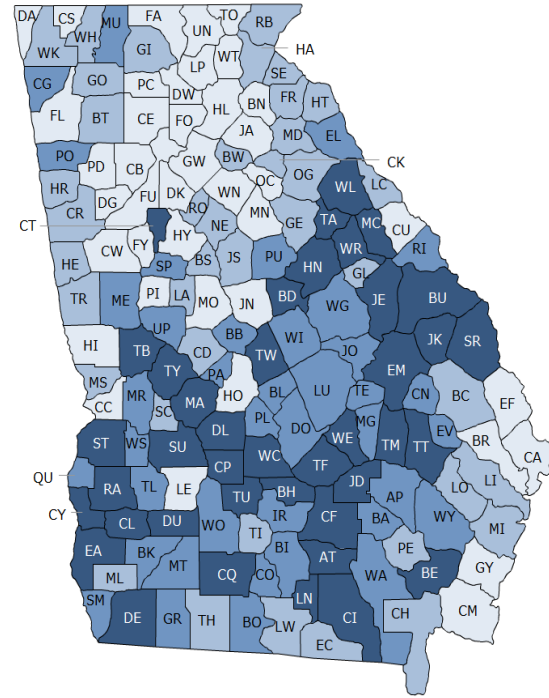 DA CS MU FA UN TO RB
WK WH GI LP WT HA
CG GO PC DW SE
FL BT CE FO HL BN FR HT
PO PD CB GW JA BW MD EL
HR DG FU DK WN OC OG CK WL LC
CT CR RO NE MN GE TA MC CU
HE CW FY HY BS JS PU HN WR RI
SP GL
TR ME PI LA MO JN BD WG JE BU
HI TB UP CD BB TW WI JO JK SR
MS TY PA HO BL LU TE EM CN BC EF
CC MR SC MA DL PL DO MG EV
ST WS SU CP WC WE TM TT BR CA
QU RA TL LE TU BH TF JD LO LI
CY CL DU WO IR CF AP BA WY MI
EA BK MT TI BI AT PE GY
ML CQ CO WA BE
SM DE GR TH BO LW LN CI CH CM
EC